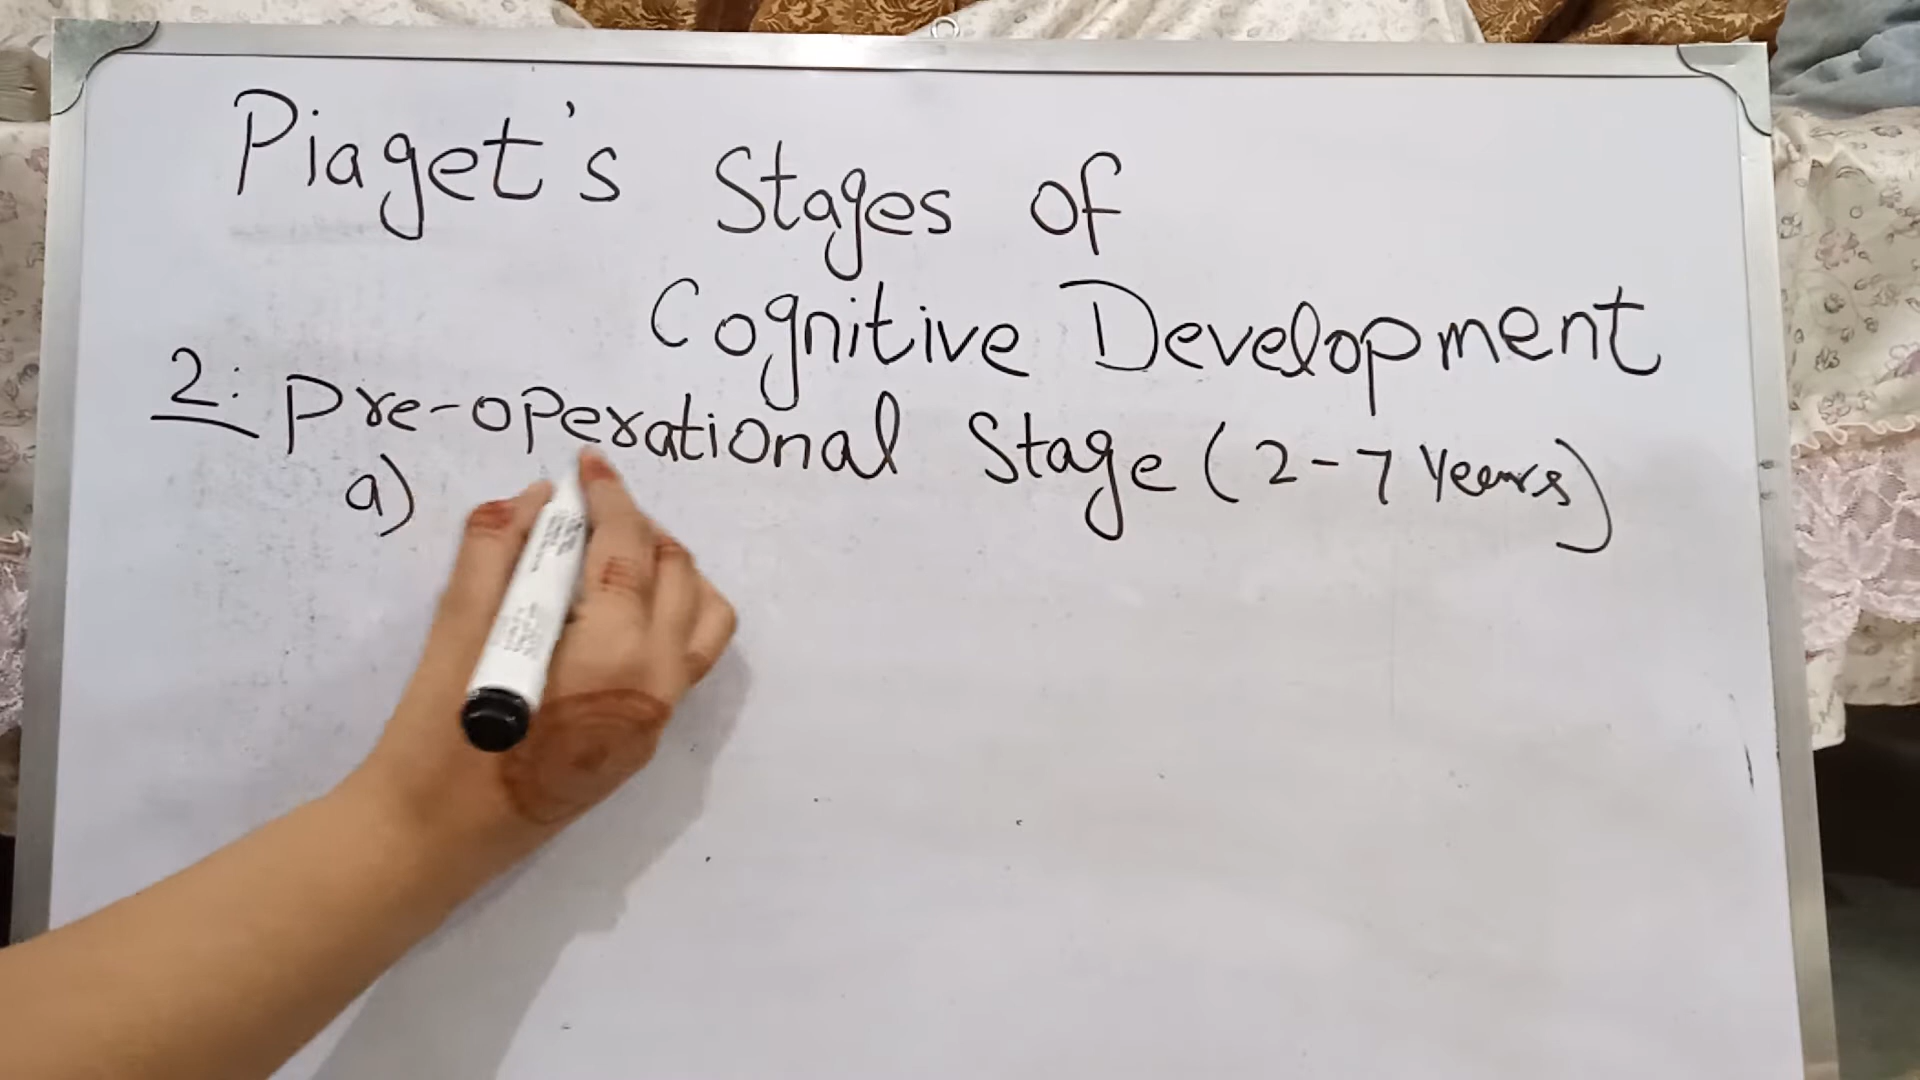 Piaget's Stages of
Cognitive Development
2: Pre-operational Stage (2-7 Years)
a)